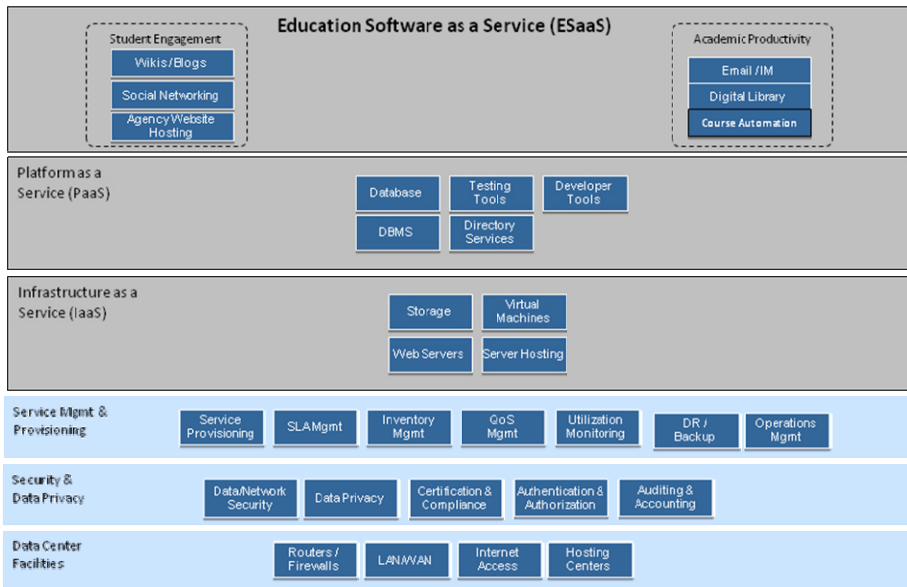 Education Software as a Service (ESaaS)
Student Engagement
Wikis/Blogs
Social Networking
Agency Website
Hosting
Academic Productivity
Email /IM
Digital Library
Course Automation
Platform as a
Service (PaaS)
Database
Testing
Tools
Developer
Tools
DBMS
Directory
Services
Infrastructure as a
Service (IaaS)
Storage
Virtual
Machines
Web Servers
Server Hosting
Service Mgmt &
Provisioning
Service
Provisioning
SLA Mgmt
Inventory
Mgmt
QoS
Mgmt
Utilization
Monitoring
DR /
Backup
Operations
Mgmt
Security &
Data Privacy
Data/Network
Security
Data Privacy
Certification &
Compliance
Authentication &
Authorization
Auditing &
Accounting
Data Center
Facilities
Routers /
Firewalls
LAN/WAN
Internet
Access
Hosting
Centers